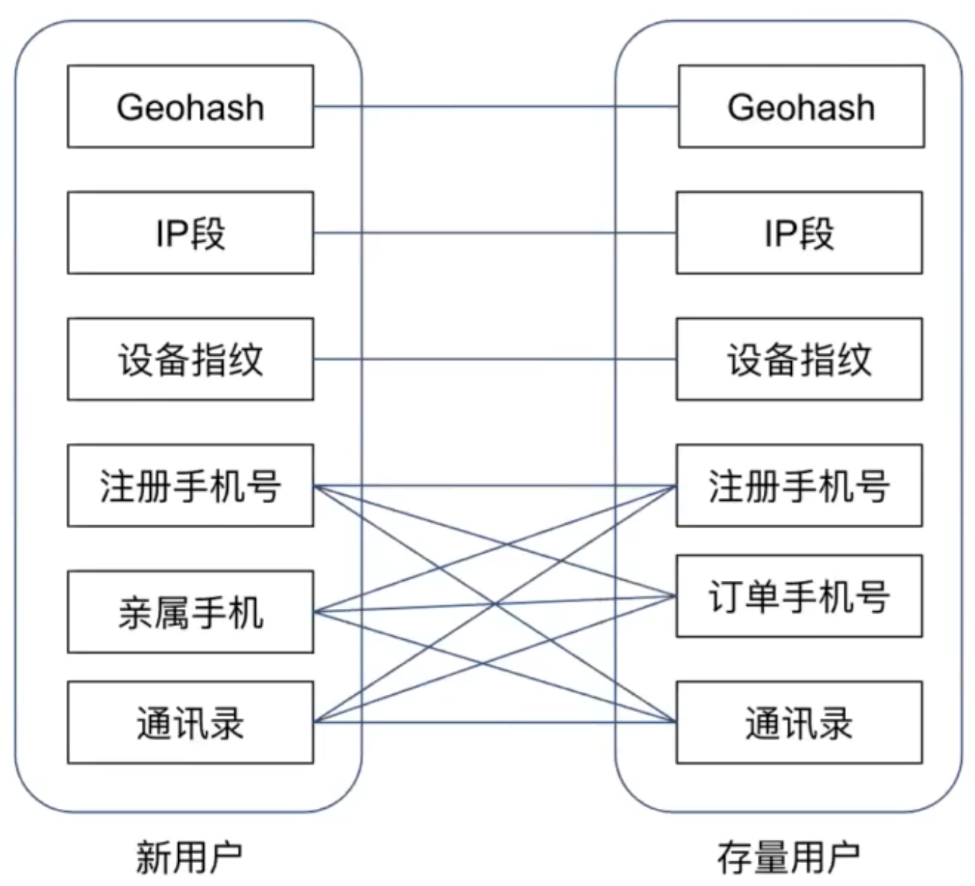 Geohash
IP段
设备指纹
注册手机号
亲属手机
通讯录
新用户
Geohash
IP段
设备指纹
注册手机号
订单手机号
通讯录
存量用户